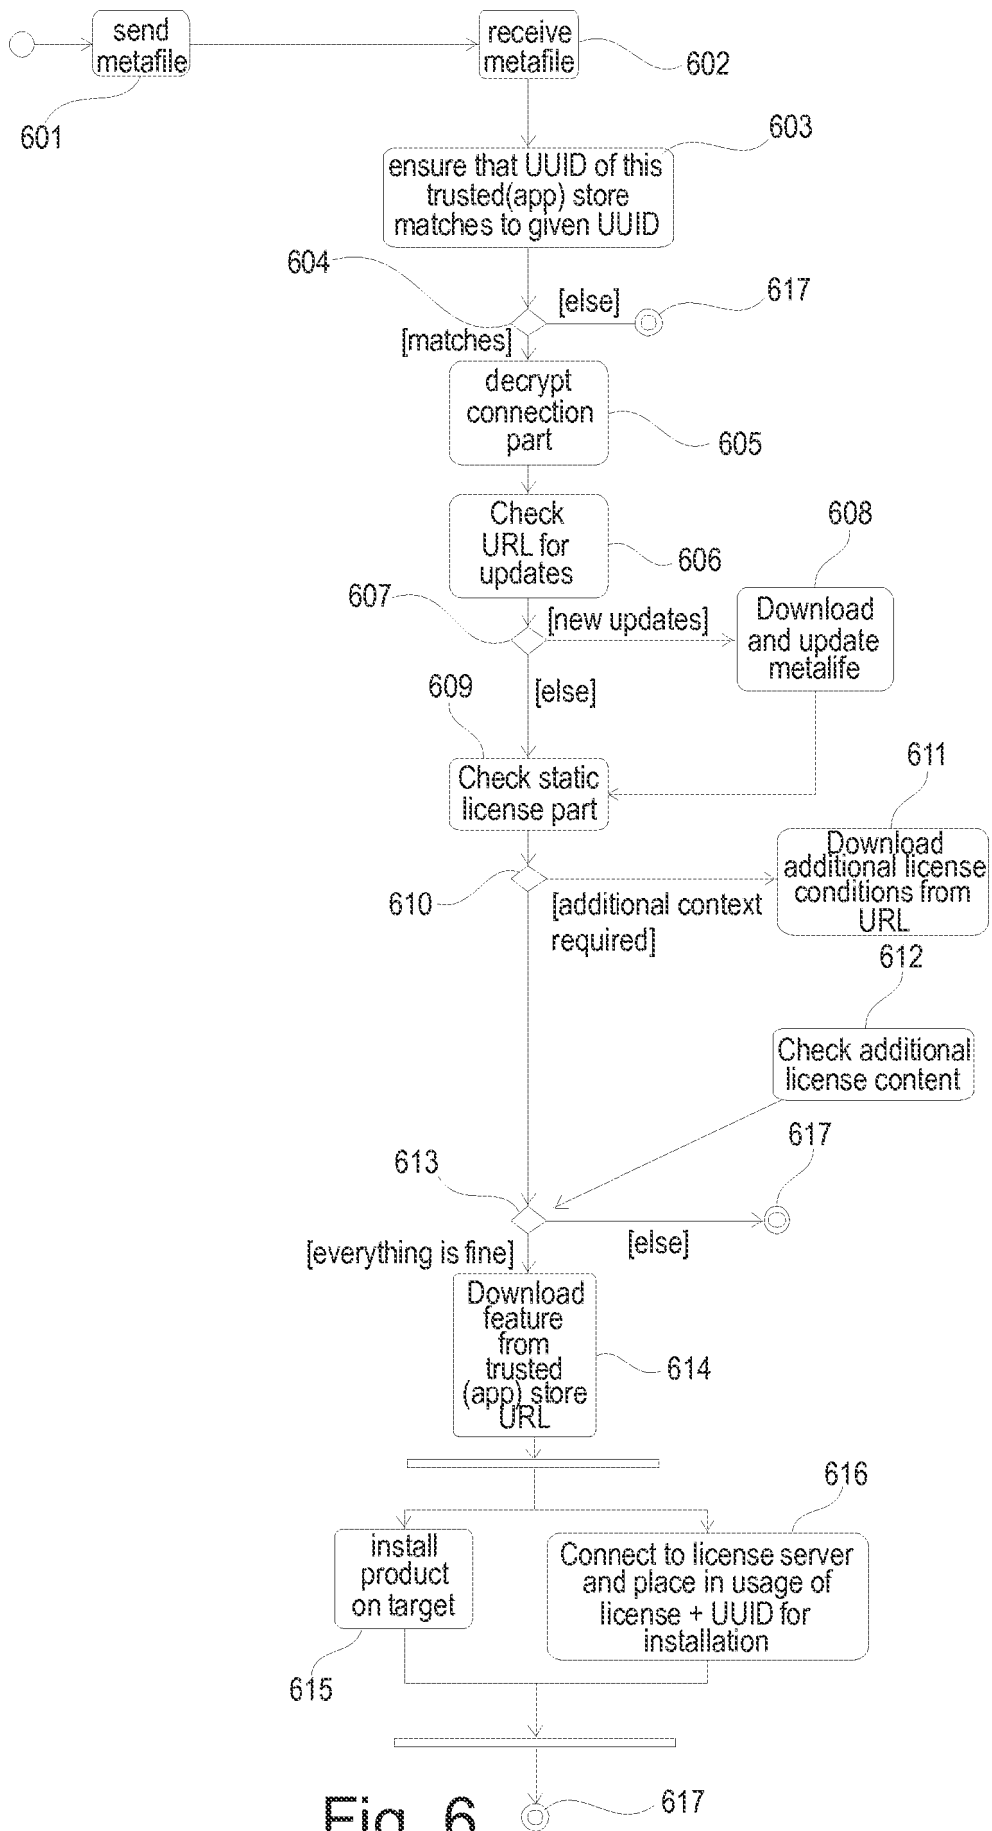 send
metafile
receive
metafile
601
602
603
ensure that UUID of this
trusted(app) store
matches to given UUID
604
[else]
617
[matches]
decrypt
connection
part
605
Check
URL for
updates
606
607
[new updates]
608
Download
and update
metalife
609
[else]
Check static
license part
610
[additional context
required]
611
Download
additional license
conditions from
URL
612
Check additional
license content
613
617
[else]
[everything is fine]
Download
feature
from
trusted
(app) store
URL
614
install
product
on target
615
616
Connect to license server
and place in usage of
license + UUID for
installation
617
Fig. 6